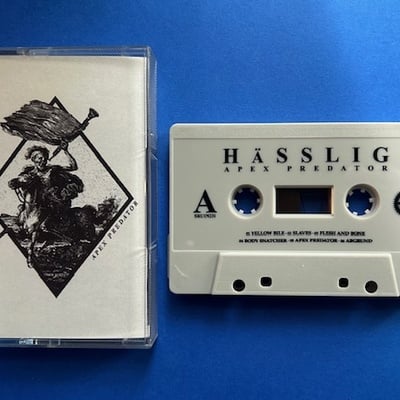 APEX PREDATOR
HÄSSLIG
APEX PREDATOR
A
SKUIN21
01 YELLOW BILE - 02 SLAVES - 03 FLESH AND BONE
04 BODY SNATCHER - 05 APEX PREDATOR - 06 ABGRUND